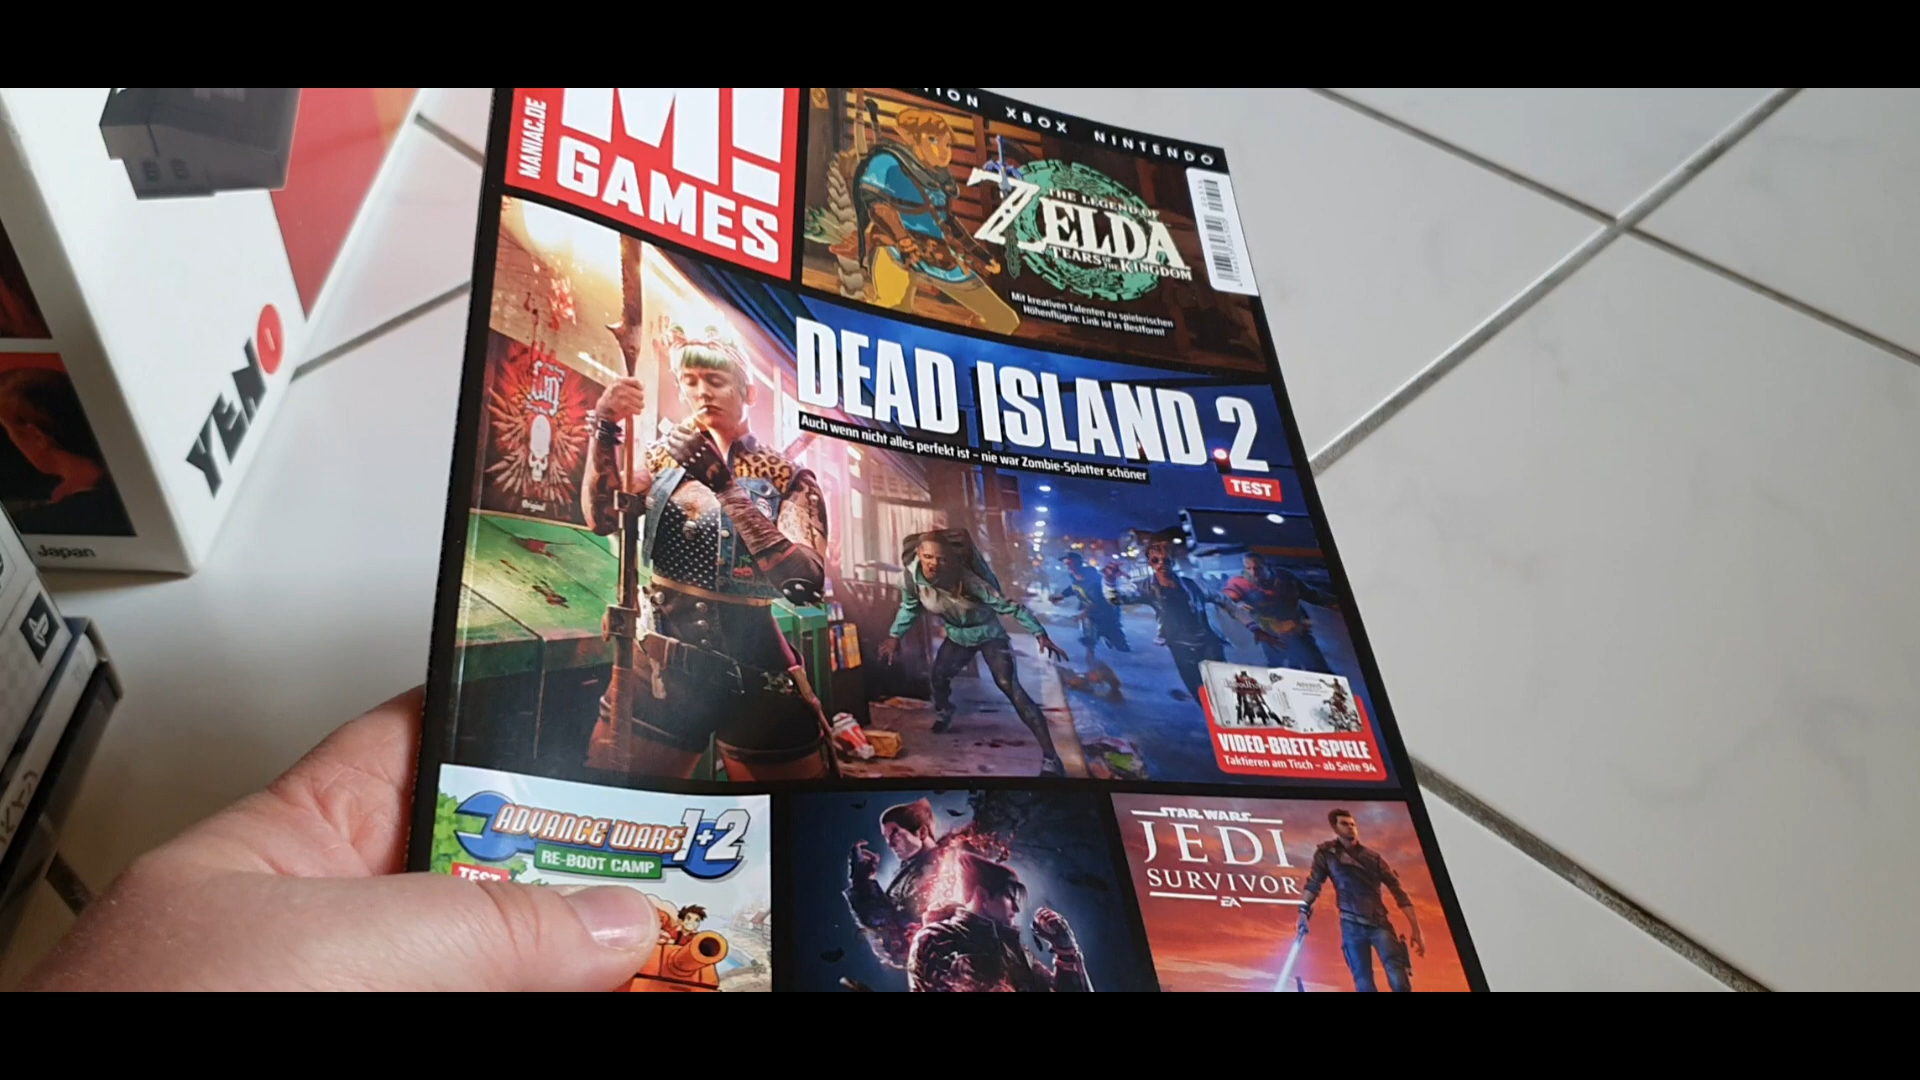 XBOX NINTENDO
MANIAC.DE
M!
GAMES
THE LEGEND OF
ZELDA
TEARS OF THE KINGDOM
Mit kreativen Talenten zu spielerischen
Höhenflügen: Link ist in Bestform!
DEAD ISLAND 2
Auch wenn nicht alles perfekt ist – nie war Zombie-Splatter schöner
TEST
VIDEO-BRETT-SPIELE
Taktieren am Tisch – ab Seite 94
ADVANCE WARS 1+2
RE-BOOT CAMP
TEST
STAR WARS
JEDI
SURVIVOR
EA
YENO
Japan